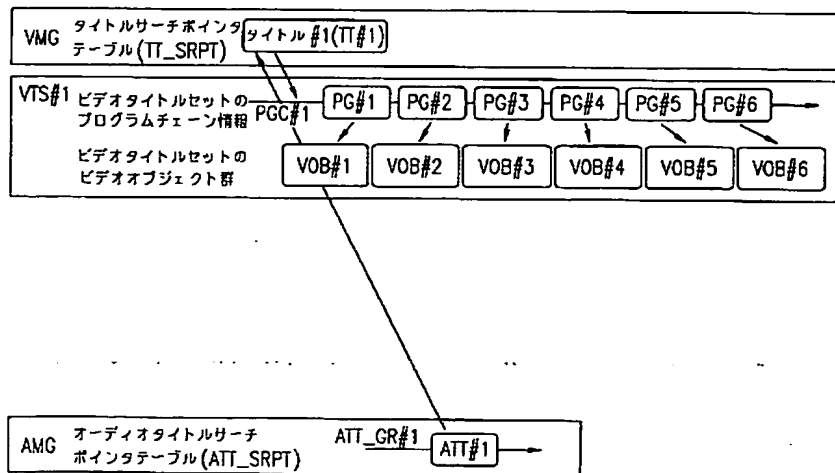 VMG タイトルサーチポインタ
テーブル(TT_SRPT)
タイトル#1(TT#1)
VTS#1 ビデオタイトルセットの
プログラムチェーン情報
PGC#1
PG#1 PG#2 PG#3 PG#4 PG#5 PG#6
ビデオタイトルセットの
ビデオオブジェクト群
VOB#1 VOB#2 VOB#3 VOB#4 VOB#5 VOB#6
AMG オーディオタイトルサーチ
ポインタテーブル(ATT_SRPT)
ATT_GR#1
ATT#1